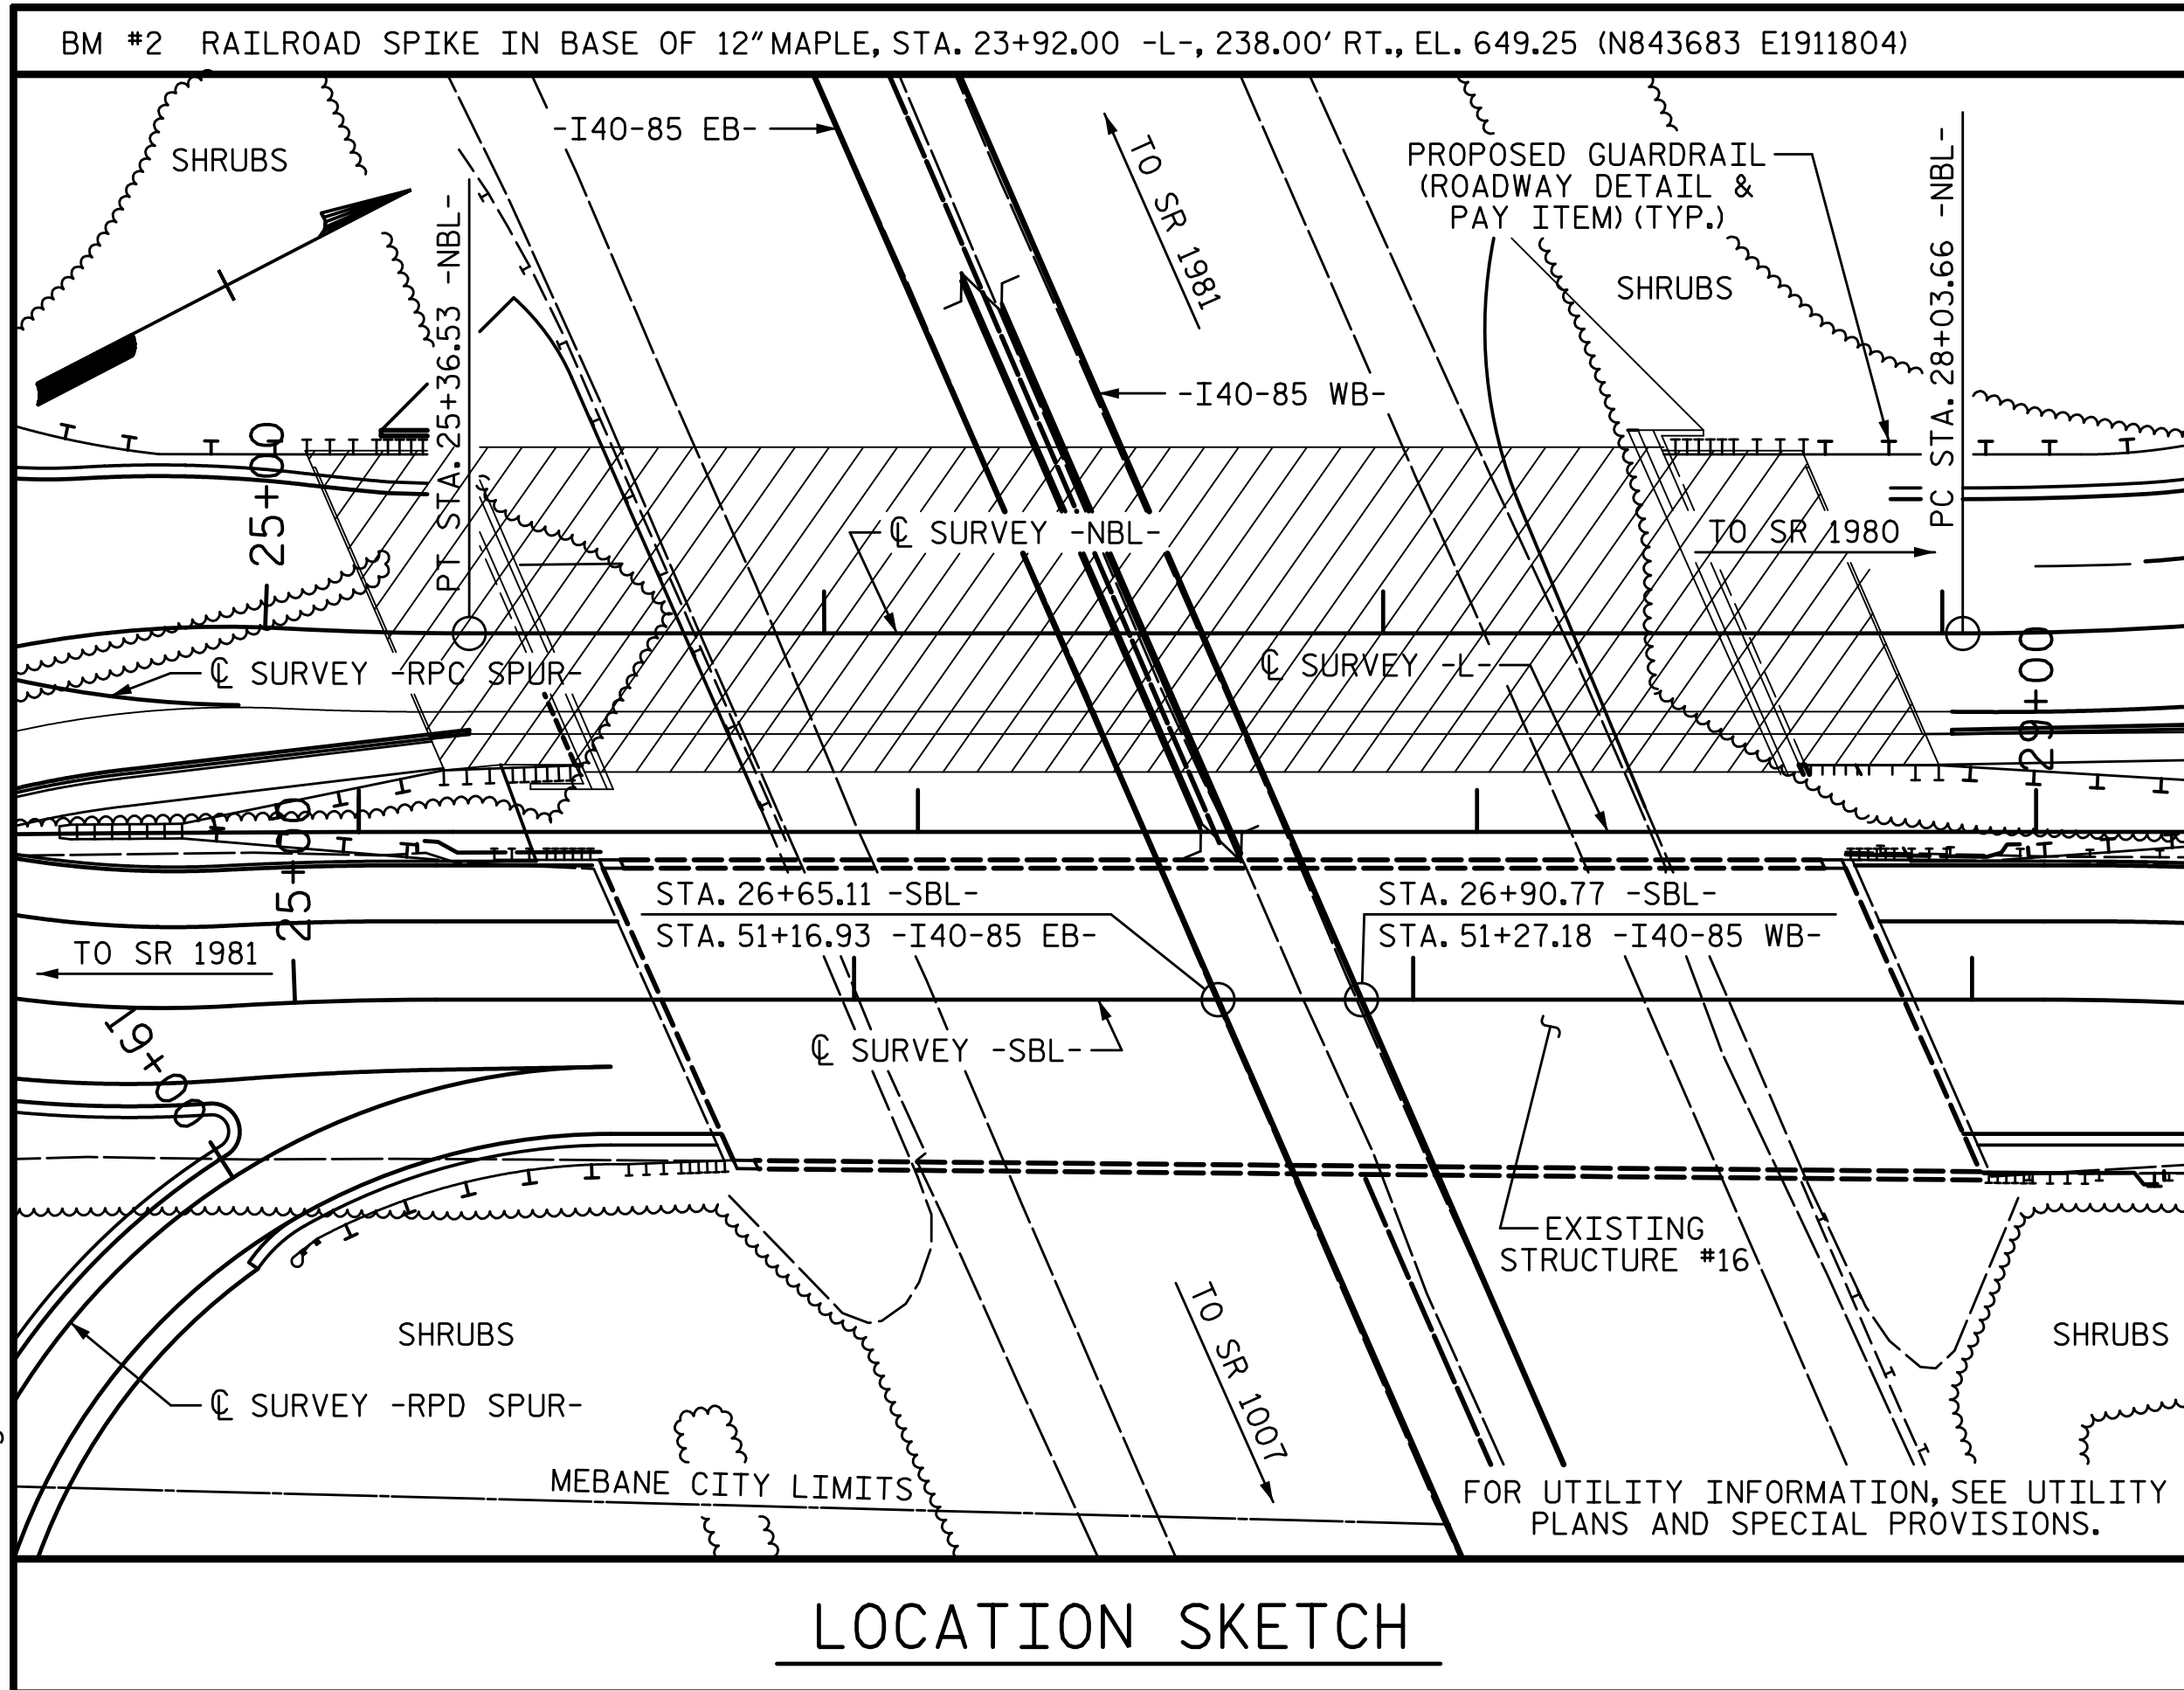 BM #2 RAILROAD SPIKE IN BASE OF 12" MAPLE, STA. 23+92.00 -L-, 238.00' RT., EL. 649.25 (N843683 E1911804)
-I40-85 EB-
SHRUBS
TO SR 1981
PROPOSED GUARDRAIL
(ROADWAY DETAIL &
PAY ITEM) (TYP.)
SHRUBS
PT STA. 25+36.53 -NBL-
PC STA. 28+03.66 -NBL-
-I40-85 WB-
25+00
℄ SURVEY -NBL-
TO SR 1980
℄ SURVEY -RPC SPUR-
℄ SURVEY -L-
29+00
25+00
STA. 26+65.11 -SBL-
STA. 51+16.93 -I40-85 EB-
STA. 26+90.77 -SBL-
STA. 51+27.18 -I40-85 WB-
TO SR 1981
19+00
℄ SURVEY -SBL-
EXISTING
STRUCTURE #16
SHRUBS
TO SR 1007
SHRUBS
℄ SURVEY -RPD SPUR-
MEBANE CITY LIMITS
FOR UTILITY INFORMATION, SEE UTILITY
PLANS AND SPECIAL PROVISIONS.
LOCATION SKETCH